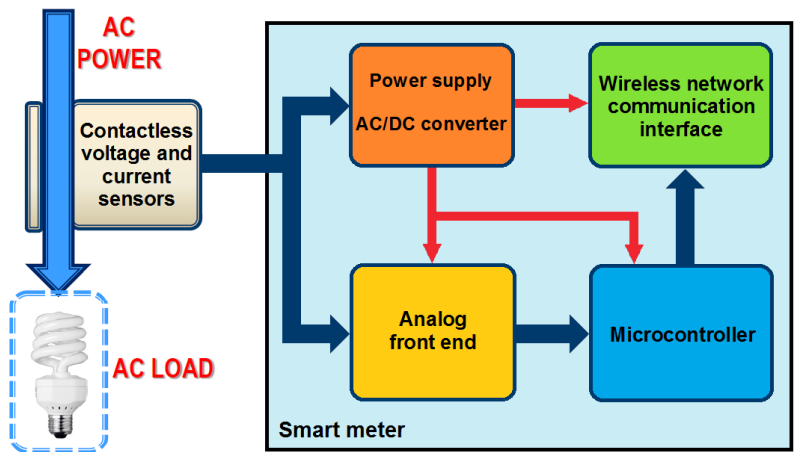 AC
POWER
Contactless
voltage and
current
sensors
Power supply
AC/DC converter
Wireless network
communication
interface
Analog
front end
Microcontroller
AC LOAD
Smart meter